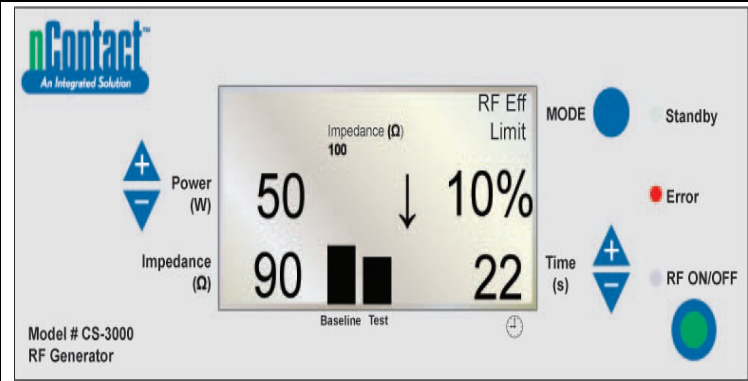 nContact™
An Integrated Solution
RF Eff
Limit
Impedance (Ω)
100
MODE
Standby
Power
(W)
50
↓
10%
Error
Impedance
(Ω)
90
22
Time
(s)
RF ON/OFF
Baseline Test
Model # CS-3000
RF Generator
+
−
+
−